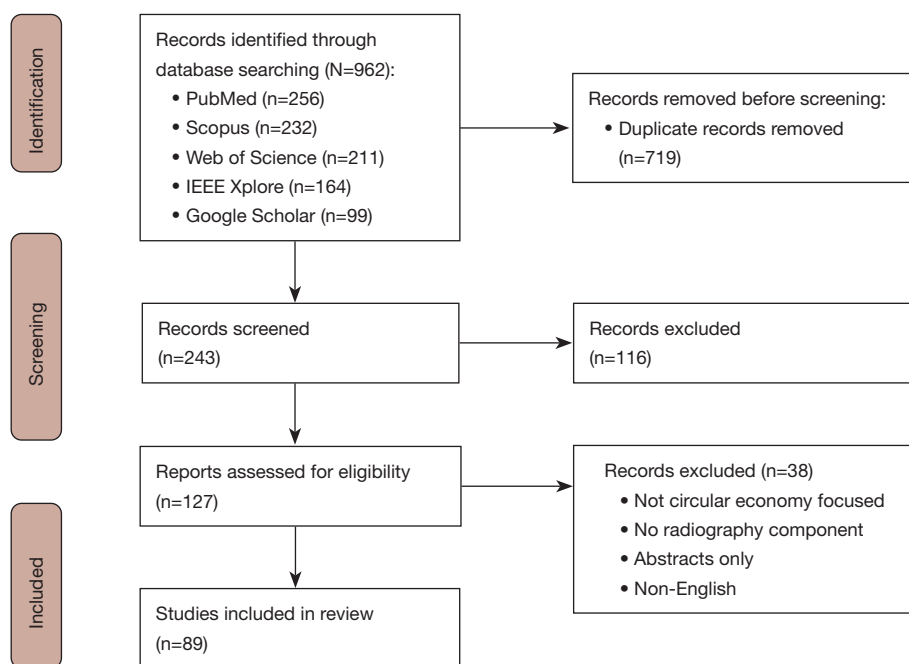 Identification
Records identified through
database searching (N=962):
• PubMed (n=256)
• Scopus (n=232)
• Web of Science (n=211)
• IEEE Xplore (n=164)
• Google Scholar (n=99)
Records removed before screening:
• Duplicate records removed
(n=719)
Screening
Records screened
(n=243)
Records excluded
(n=116)
Reports assessed for eligibility
(n=127)
Records excluded (n=38)
• Not circular economy focused
• No radiography component
• Abstracts only
• Non-English
Included
Studies included in review
(n=89)